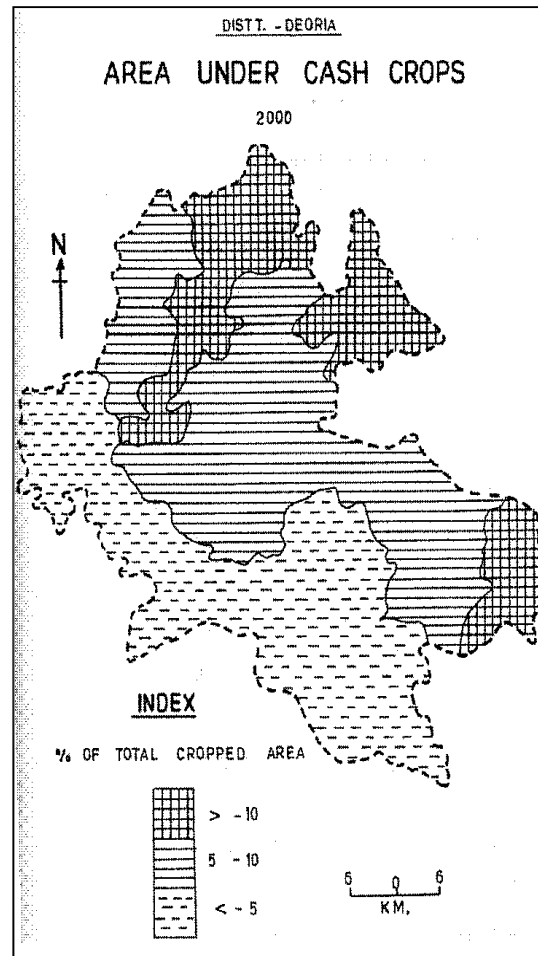 DISTT. - DEORIA
AREA UNDER CASH CROPS
2000
N
INDEX
% OF TOTAL CROPPED AREA
> - 10
5 - 10
< - 5
6 0 6
KM.